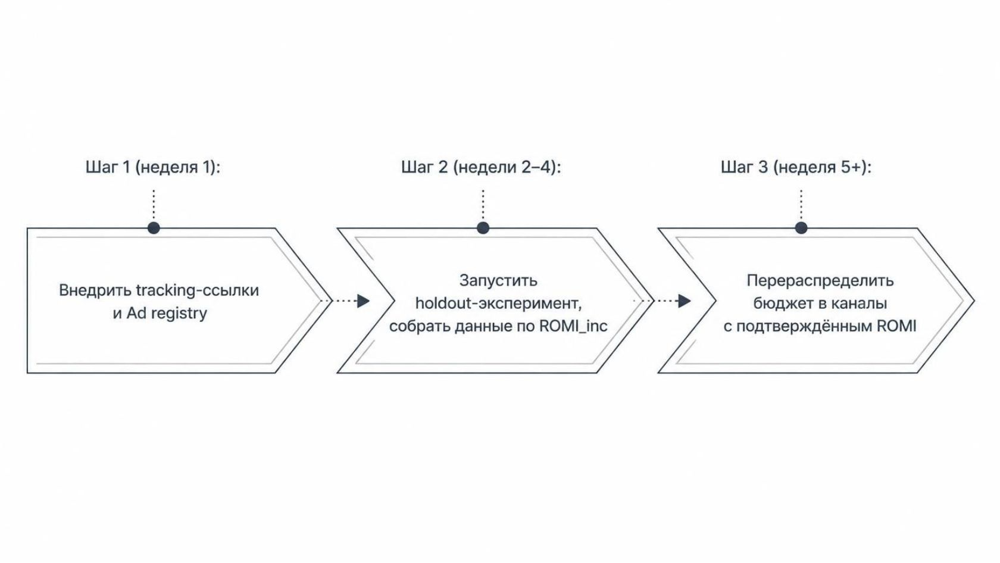 Шаг 1 (неделя 1):
Внедрить tracking-ссылки
и Ad registry
Шаг 2 (недели 2–4):
Запустить
holdout-эксперимент,
собрать данные по ROMI_inc
Шаг 3 (неделя 5+):
Перераспределить
бюджет в каналы
с подтверждённым ROMI